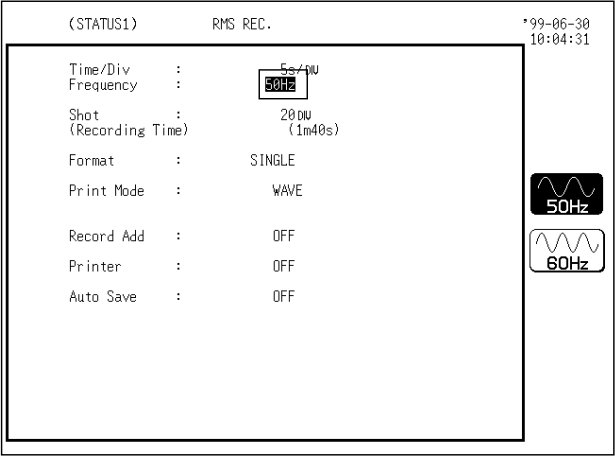 (STATUS1) RMS REC. '99-06-30
10:04:31
Time/Div : 5s/DIV
Frequency : 50Hz
Shot : 20DIV
(Recording Time) (1m40s)
Format : SINGLE
Print Mode : WAVE
50Hz
Record Add : OFF
60Hz
Printer : OFF
Auto Save : OFF